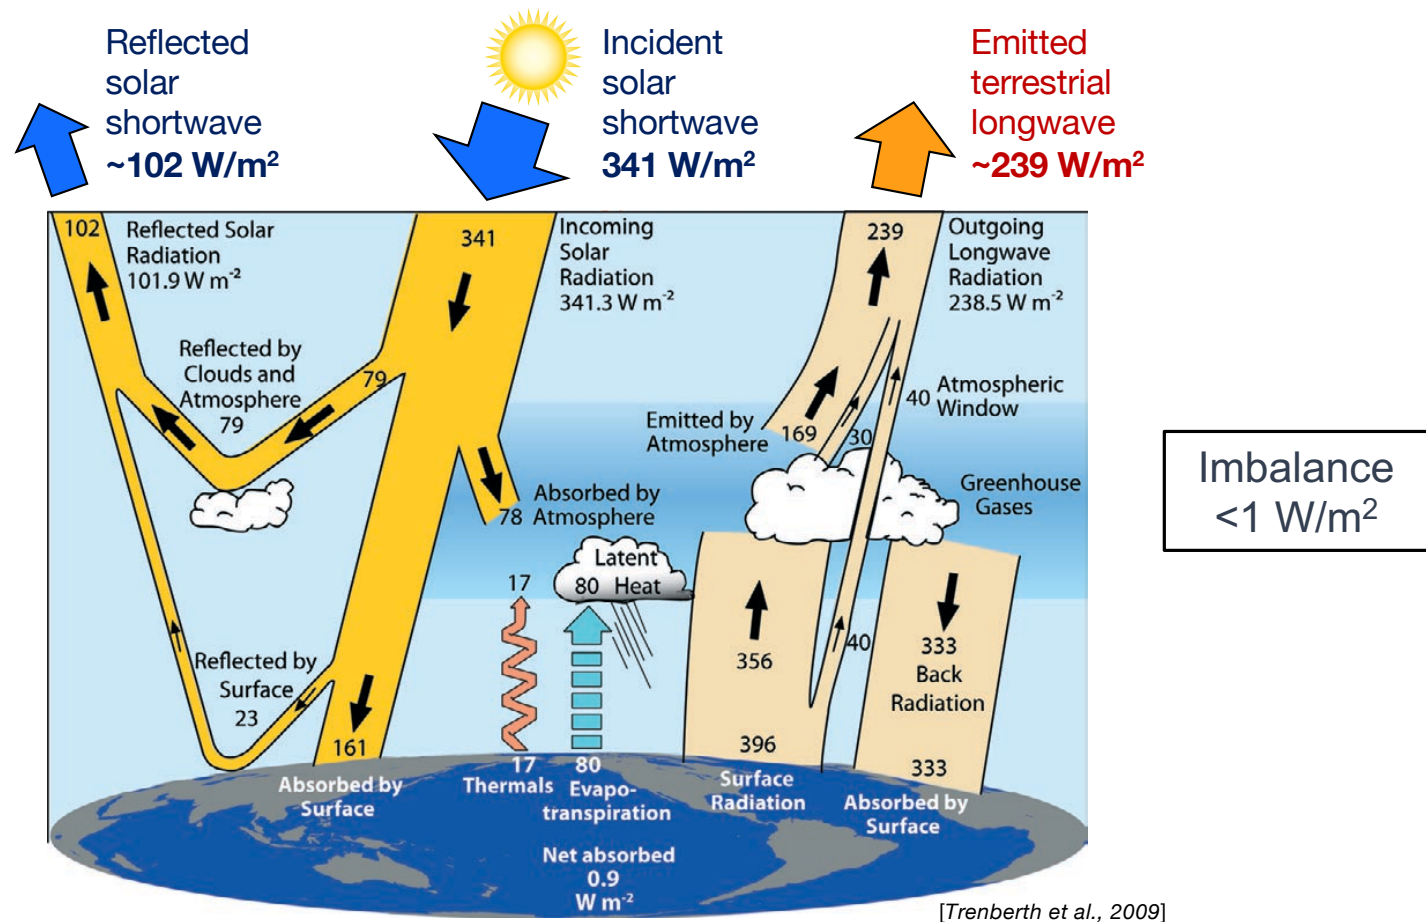 Reflected
solar
shortwave
~102 W/m²
Incident
solar
shortwave
341 W/m²
Emitted
terrestrial
longwave
~239 W/m²
102
Reflected Solar
Radiation
101.9 W m⁻²
341
Incoming
Solar
Radiation
341.3 W m⁻²
239
Outgoing
Longwave
Radiation
238.5 W m⁻²
Reflected by
Clouds and
Atmosphere
79
79
Emitted by
Atmosphere
169
30
40
Atmospheric
Window
Greenhouse
Gases
Imbalance
<1 W/m²
78
Absorbed by
Atmosphere
17
Latent
80 Heat
Reflected by
Surface
23
356
40
333
Back
Radiation
161
Absorbed by
Surface
17
Thermals
80
Evapo-
transpiration
396
Surface
Radiation
333
Absorbed by
Surface
Net absorbed
0.9
W m⁻²
[Trenberth et al., 2009]